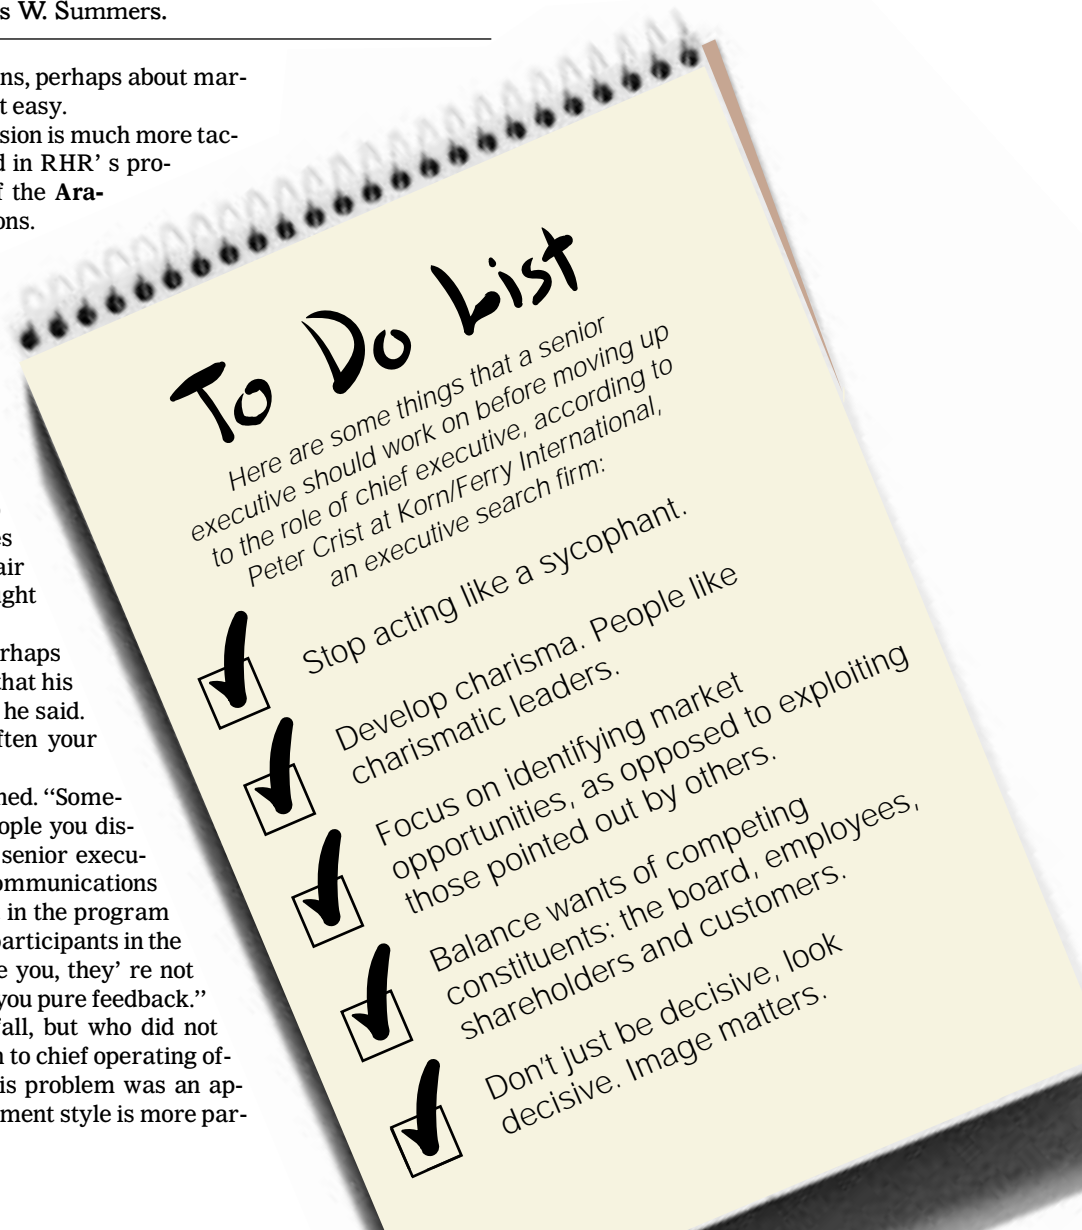 s W. Summers.
ns, perhaps about mar-
t easy.
sion is much more tac-
d in RHR’ s pro-
f the Ara-
ons.
es
air
ght
rhaps
that his
he said.
ften your
ned. “Some-
ople you dis-
senior execu-
ommunications
in the program
participants in the
e you, they’ re not
you pure feedback.”
fall, but who did not
n to chief operating of-
is problem was an ap-
ment style is more par-
To Do List
Here are some things that a senior
executive should work on before moving up
to the role of chief executive, according to
Peter Crist at Korn/Ferry International,
an executive search firm:
Stop acting like a sycophant.
Develop charisma. People like
charismatic leaders.
Focus on identifying market
opportunities, as opposed to exploiting
those pointed out by others.
Balance wants of competing
constituents: the board, employees,
shareholders and customers.
Don’t just be decisive, look
decisive. Image matters.